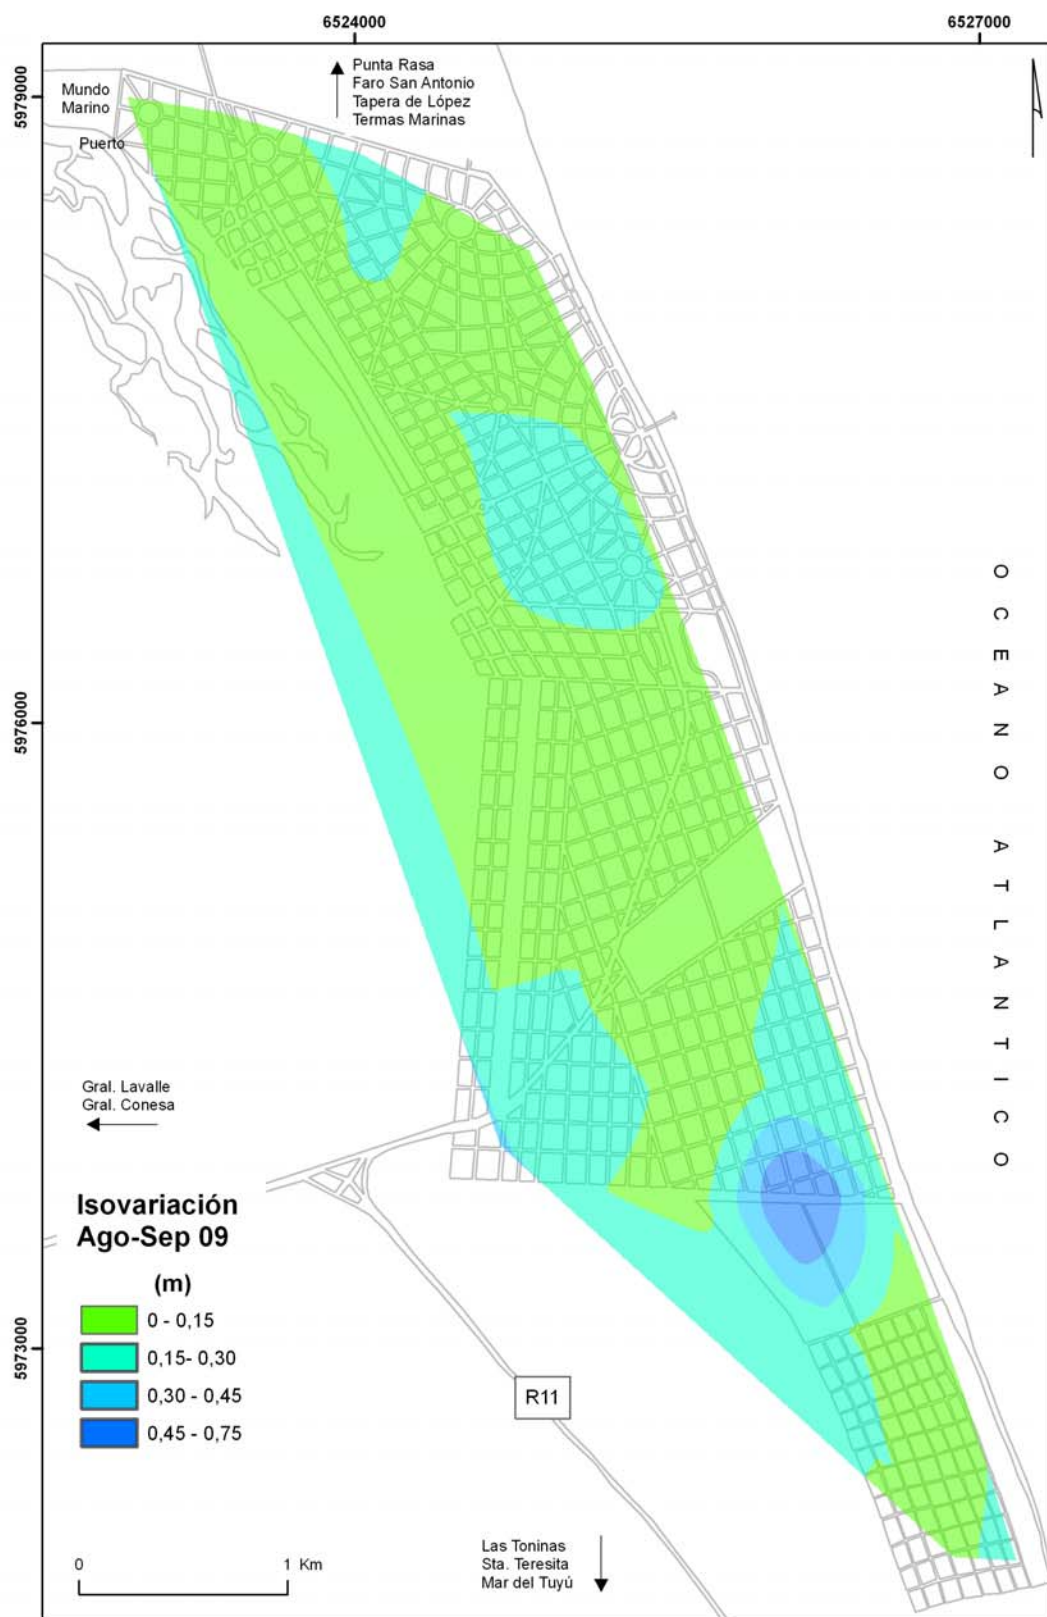 6524000
6527000
5979000
Punta Rasa
Faro San Antonio
Tapera de López
Termas Marinas
Mundo
Marino
Puerto
OCEANO ATLANTICO
5976000
Gral. Lavalle
Gral. Conesa
Isovariación
Ago-Sep 09
(m)
0 - 0,15
0,15- 0,30
0,30 - 0,45
0,45 - 0,75
5973000
R11
0 1 Km
Las Toninas
Sta. Teresita
Mar del Tuyú